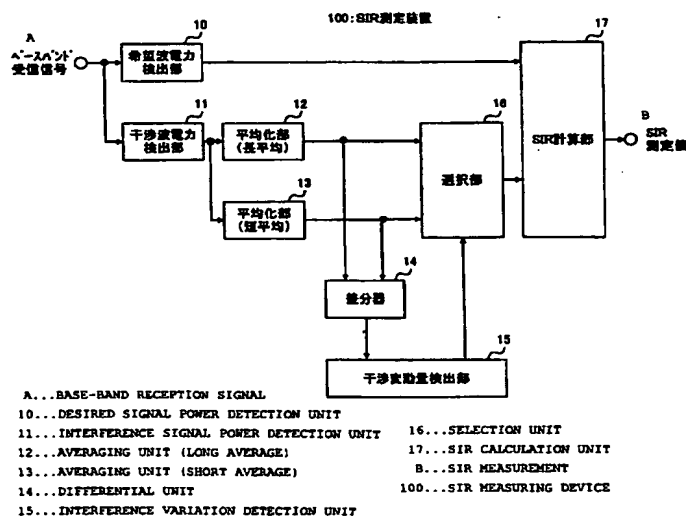 100:SIR測定装置
17
A
10
ベースバンド
受信信号
希望波電力
検出部
11
12
16
B
干渉波電力
検出部
平均化部
(長平均)
選択部
SIR計算部
SIR
測定値
13
平均化部
(短平均)
14
差分器
15
干渉変動量検出部
A...BASE-BAND RECEPTION SIGNAL
10...DESIRED SIGNAL POWER DETECTION UNIT
11...INTERFERENCE SIGNAL POWER DETECTION UNIT
12...AVERAGING UNIT (LONG AVERAGE)
13...AVERAGING UNIT (SHORT AVERAGE)
14...DIFFERENTIAL UNIT
15...INTERFERENCE VARIATION DETECTION UNIT
16...SELECTION UNIT
17...SIR CALCULATION UNIT
B...SIR MEASUREMENT
100...SIR MEASURING DEVICE